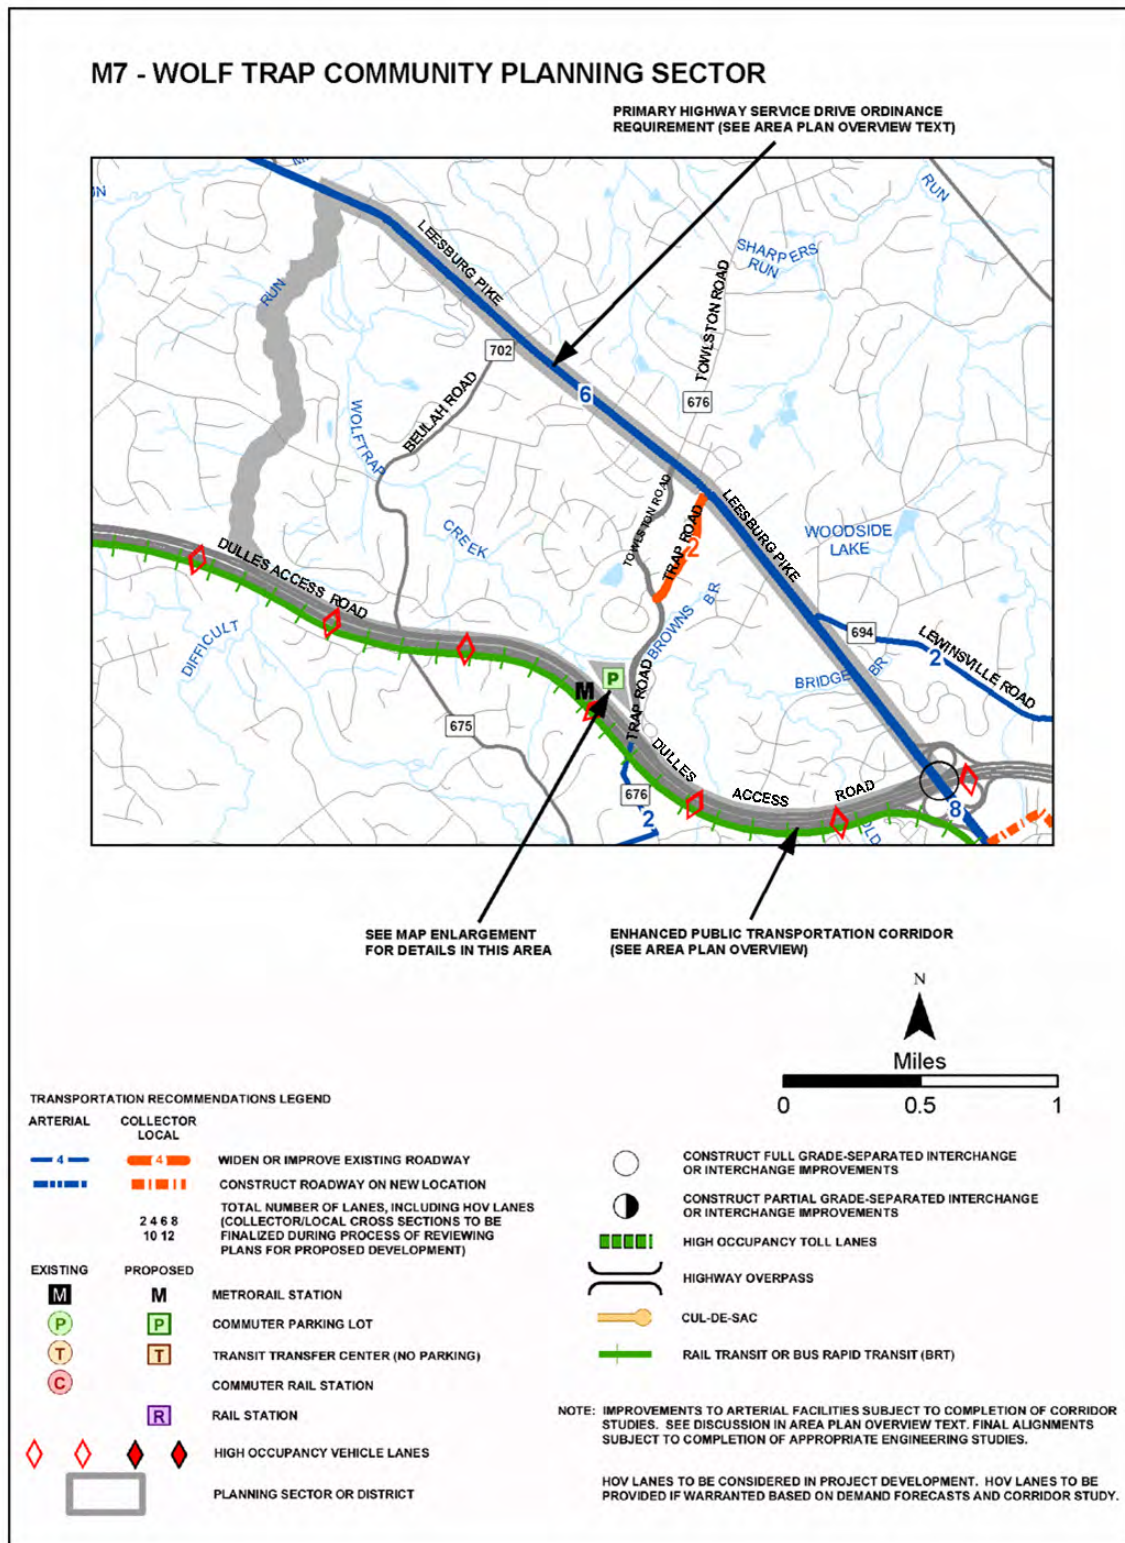 M7 - WOLF TRAP COMMUNITY PLANNING SECTOR
PRIMARY HIGHWAY SERVICE DRIVE ORDINANCE
REQUIREMENT (SEE AREA PLAN OVERVIEW TEXT)
RUN
SHARPERS
RUN
LEESBURG PIKE
RUN
TOWLSTON ROAD
702
6
676
BEULAH ROAD
WOLFTRAP
CREEK
TOWLSTON ROAD
TRAP ROAD
2
LEESBURG PIKE
WOODSIDE
LAKE
DULLES ACCESS ROAD
DIFFICULT
BROWNS BR
694
LEWINSVILLE ROAD
2
BRIDGE BR
M
P
TRAP ROAD
675
DULLES ACCESS ROAD
676
2
8
OLD
SEE MAP ENLARGEMENT
FOR DETAILS IN THIS AREA
ENHANCED PUBLIC TRANSPORTATION CORRIDOR
(SEE AREA PLAN OVERVIEW)
N
Miles
0 0.5 1
TRANSPORTATION RECOMMENDATIONS LEGEND
ARTERIAL COLLECTOR
LOCAL
4 4 WIDEN OR IMPROVE EXISTING ROADWAY
CONSTRUCT ROADWAY ON NEW LOCATION
TOTAL NUMBER OF LANES, INCLUDING HOV LANES
2 4 6 8 (COLLECTOR/LOCAL CROSS SECTIONS TO BE
10 12 FINALIZED DURING PROCESS OF REVIEWING
PLANS FOR PROPOSED DEVELOPMENT)
EXISTING PROPOSED
M M METRORAIL STATION
P P COMMUTER PARKING LOT
T T TRANSIT TRANSFER CENTER (NO PARKING)
C COMMUTER RAIL STATION
R RAIL STATION
HIGH OCCUPANCY VEHICLE LANES
PLANNING SECTOR OR DISTRICT
CONSTRUCT FULL GRADE-SEPARATED INTERCHANGE
OR INTERCHANGE IMPROVEMENTS
CONSTRUCT PARTIAL GRADE-SEPARATED INTERCHANGE
OR INTERCHANGE IMPROVEMENTS
HIGH OCCUPANCY TOLL LANES
HIGHWAY OVERPASS
CUL-DE-SAC
RAIL TRANSIT OR BUS RAPID TRANSIT (BRT)
NOTE: IMPROVEMENTS TO ARTERIAL FACILITIES SUBJECT TO COMPLETION OF CORRIDOR
STUDIES. SEE DISCUSSION IN AREA PLAN OVERVIEW TEXT. FINAL ALIGNMENTS
SUBJECT TO COMPLETION OF APPROPRIATE ENGINEERING STUDIES.
HOV LANES TO BE CONSIDERED IN PROJECT DEVELOPMENT. HOV LANES TO BE
PROVIDED IF WARRANTED BASED ON DEMAND FORECASTS AND CORRIDOR STUDY.